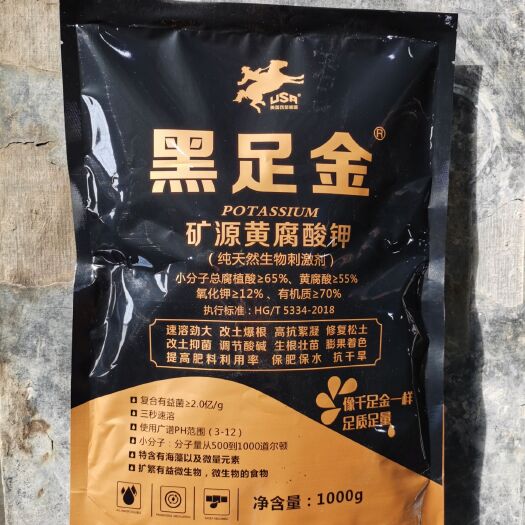 USA®
黑足金®
POTASSIUM
矿源黄腐酸钾
（纯天然生物刺激剂）
小分子总腐植酸≥65%、黄腐酸≥55%
氧化钾≥12%、有机质≥70%
执行标准：HG/T 5334-2018
速溶劲大 改土爆根 高抗絮凝 修复松土
改土抑菌 调节酸碱 生根壮苗 膨果着色
提高肥料利用率 保肥保水 抗干旱
复合有益菌≥2.0亿/g
三秒速溶
使用广谱PH范围（3-12）
小分子：分子量从500到1000道尔顿
特含有海藻以及微量元素
扩繁有益微生物，微生物的食物
像千足金一样
足质足量
净含量：1000g